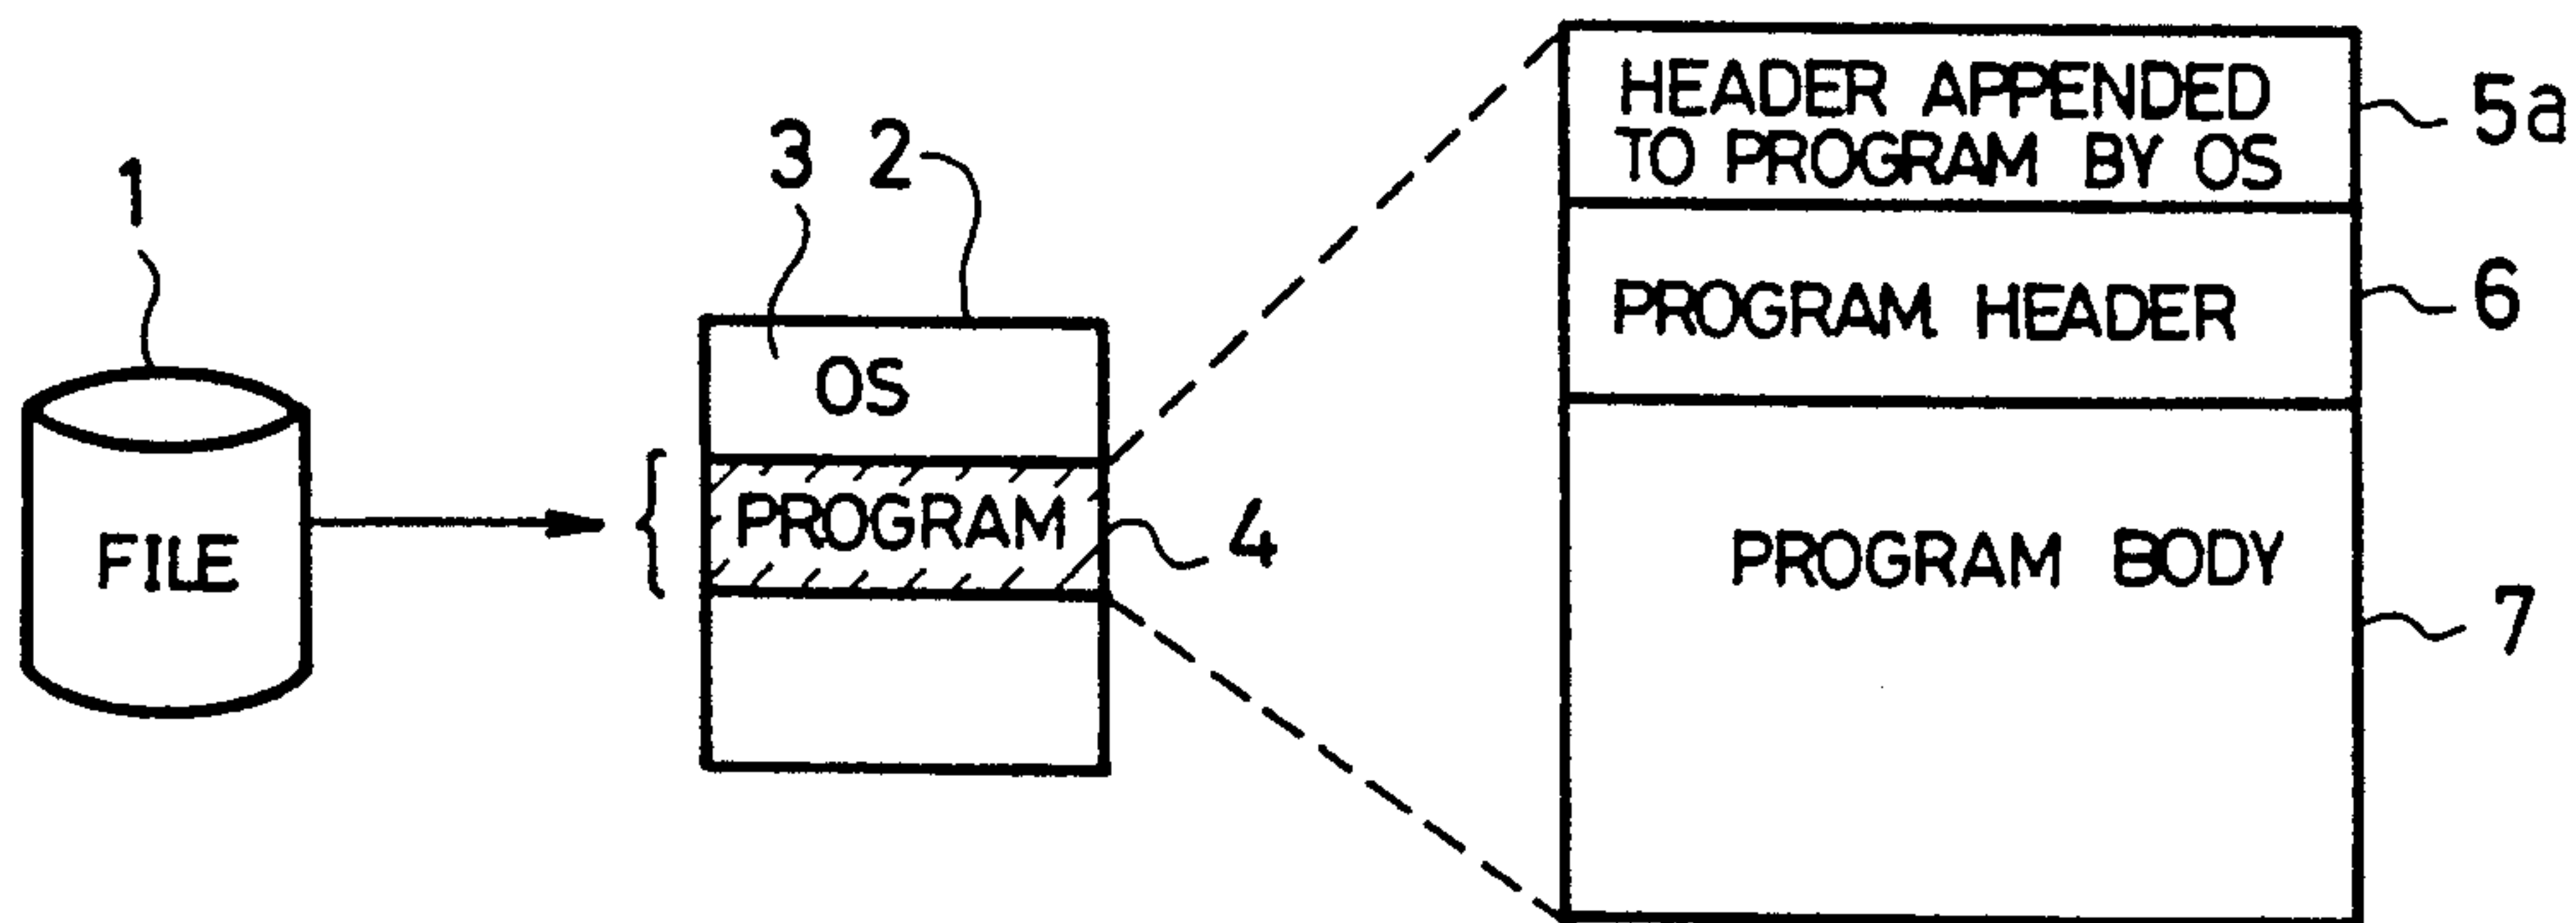 1
FILE
3 2
OS
PROGRAM
4
HEADER APPENDED
TO PROGRAM BY OS
5a
PROGRAM HEADER
6
PROGRAM BODY
7